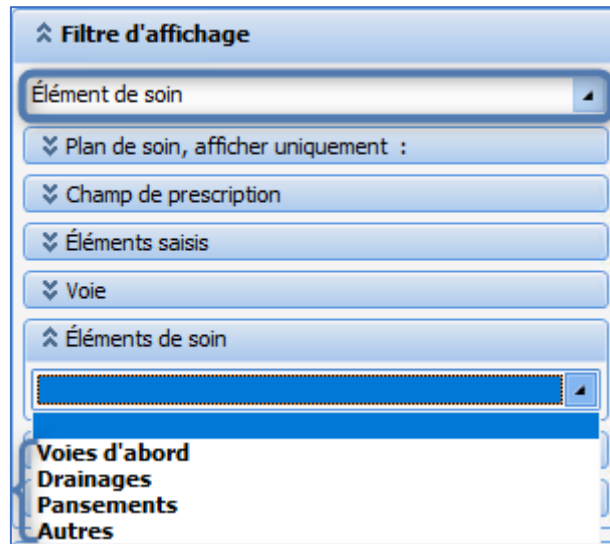 Filtre d'affichage
Élément de soin
Plan de soin, afficher uniquement :
Champ de prescription
Éléments saisis
Voie
Éléments de soin
Voies d'abord
Drainages
Pansements
Autres